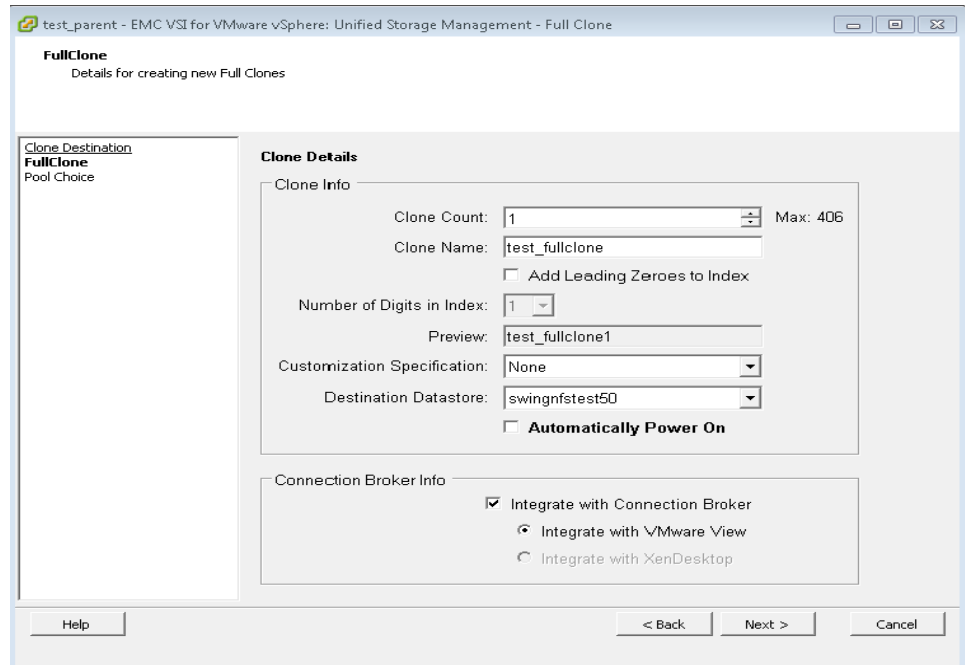 test_parent - EMC VSI for VMware vSphere: Unified Storage Management - Full Clone
FullClone
Details for creating new Full Clones
Clone Destination
FullClone
Pool Choice
Clone Details
Clone Info
Clone Count: 1 Max: 406
Clone Name: test_fullclone
Add Leading Zeroes to Index
Number of Digits in Index: 1
Preview: test_fullclone1
Customization Specification: None
Destination Datastore: swingnfstest50
Automatically Power On
Connection Broker Info
Integrate with Connection Broker
Integrate with VMware View
Integrate with XenDesktop
Help < Back Next > Cancel